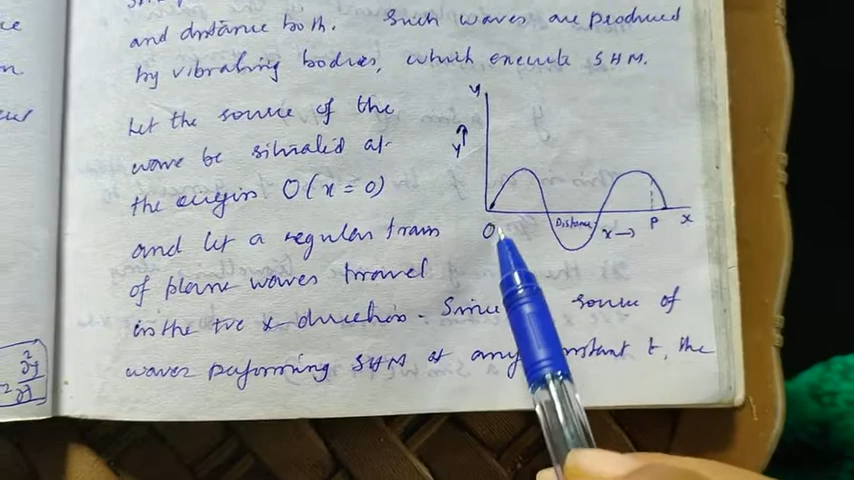 and distance both. Such waves are produced
by vibrating bodies, which execute SHM.
Let the source of the
wave be situated at
the origin O(x=0)
and let a regular train
of plane waves travel
in the +ve x-direction. Since source of
waves performing SHM at any instant t, the
y
y
O
Distance
x→
P
x